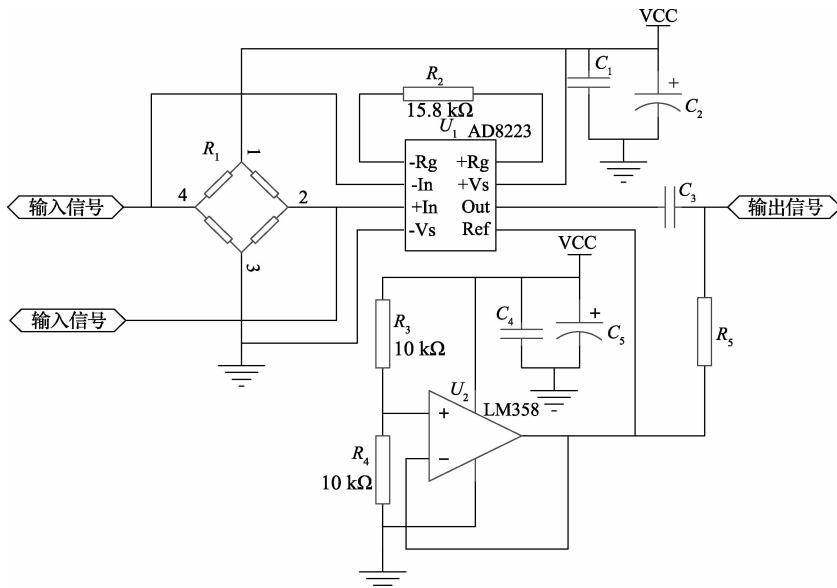 VCC
C₁
+
C₂
R₂
15.8 kΩ
U₁ AD8223
R₁
1
2
3
4
-Rg
+Rg
-In
+Vs
+In
Out
-Vs
Ref
C₃
输入信号
输出信号
输入信号
VCC
R₃
10 kΩ
C₄
+
C₅
R₅
U₂
LM358
+
−
R₄
10 kΩ